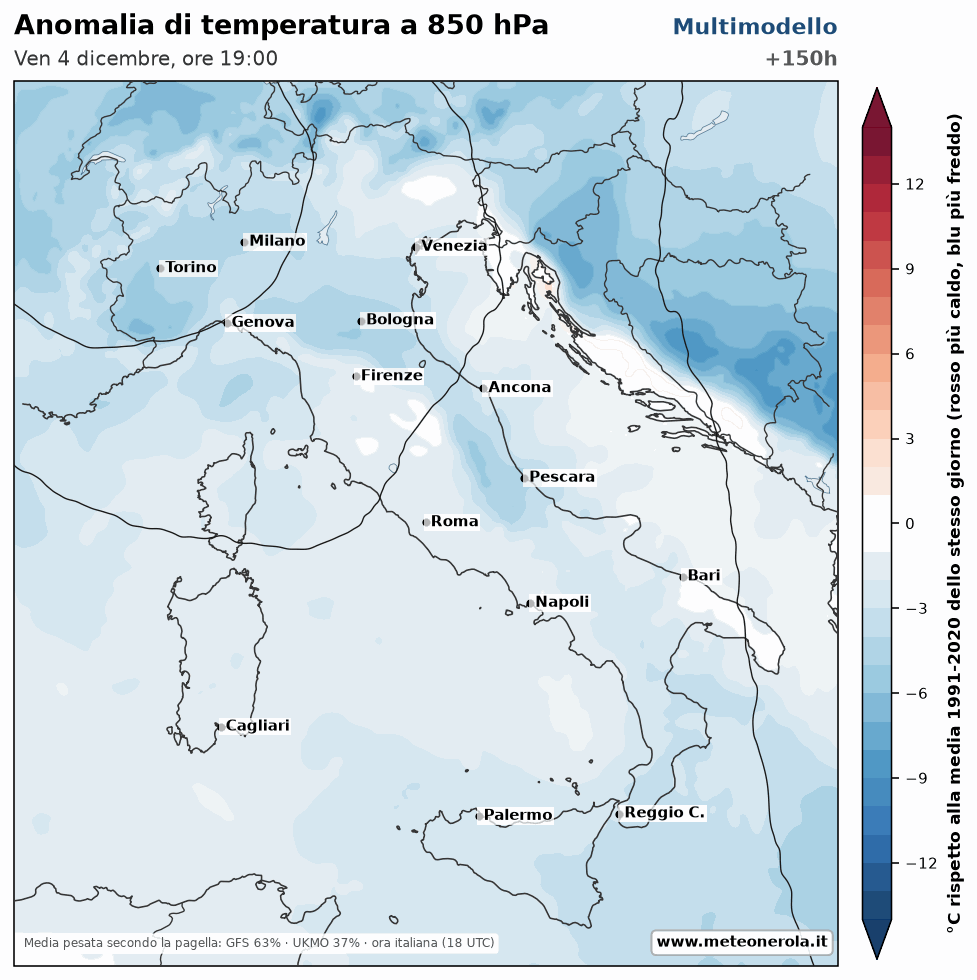 Anomalia di temperatura a 850 hPa
Multimodello
Ven 4 dicembre, ore 19:00
+150h
Milano
Venezia
Torino
Bologna
Genova
Firenze
Ancona
Pescara
Roma
Bari
Napoli
Cagliari
Palermo
Reggio C.
12
9
6
3
0
−3
−6
−9
−12
°C rispetto alla media 1991-2020 dello stesso giorno (rosso più caldo, blu più freddo)
Media pesata secondo la pagella: GFS 63% · UKMO 37% · ora italiana (18 UTC)
www.meteonerola.it